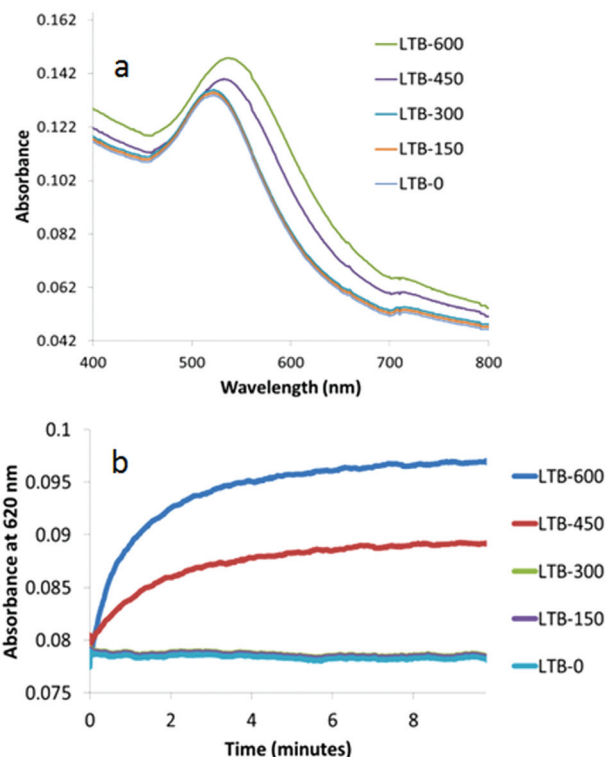 0.162
0.142
0.122
0.102
0.082
0.062
0.042
Absorbance
a
LTB-600
LTB-450
LTB-300
LTB-150
LTB-0
400 500 600 700 800
Wavelength (nm)
0.1
0.095
0.09
0.085
0.08
0.075
Absorbance at 620 nm
b
LTB-600
LTB-450
LTB-300
LTB-150
LTB-0
0 2 4 6 8
Time (minutes)